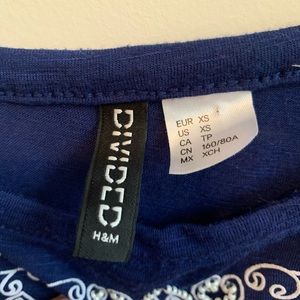 DIVIDED
H&M
EUR XS
US XS
CA TP
CN 160/80A
MX XCH